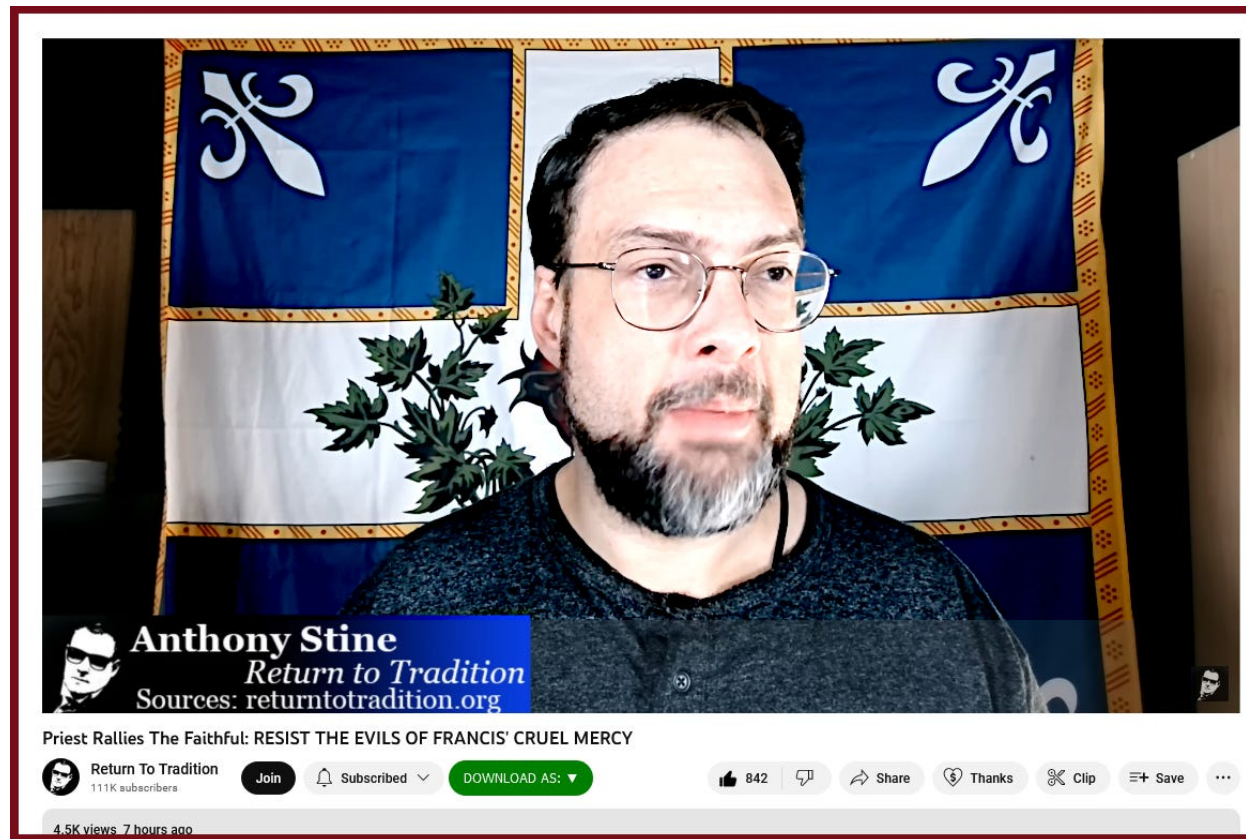 Anthony Stine
Return to Tradition
Sources: returntotradition.org
Priest Rallies The Faithful: RESIST THE EVILS OF FRANCIS' CRUEL MERCY
Return To Tradition
111K subscribers
Join
Subscribed
DOWNLOAD AS: ▼
842
Share
Thanks
Clip
Save
4.5K views 7 hours ago